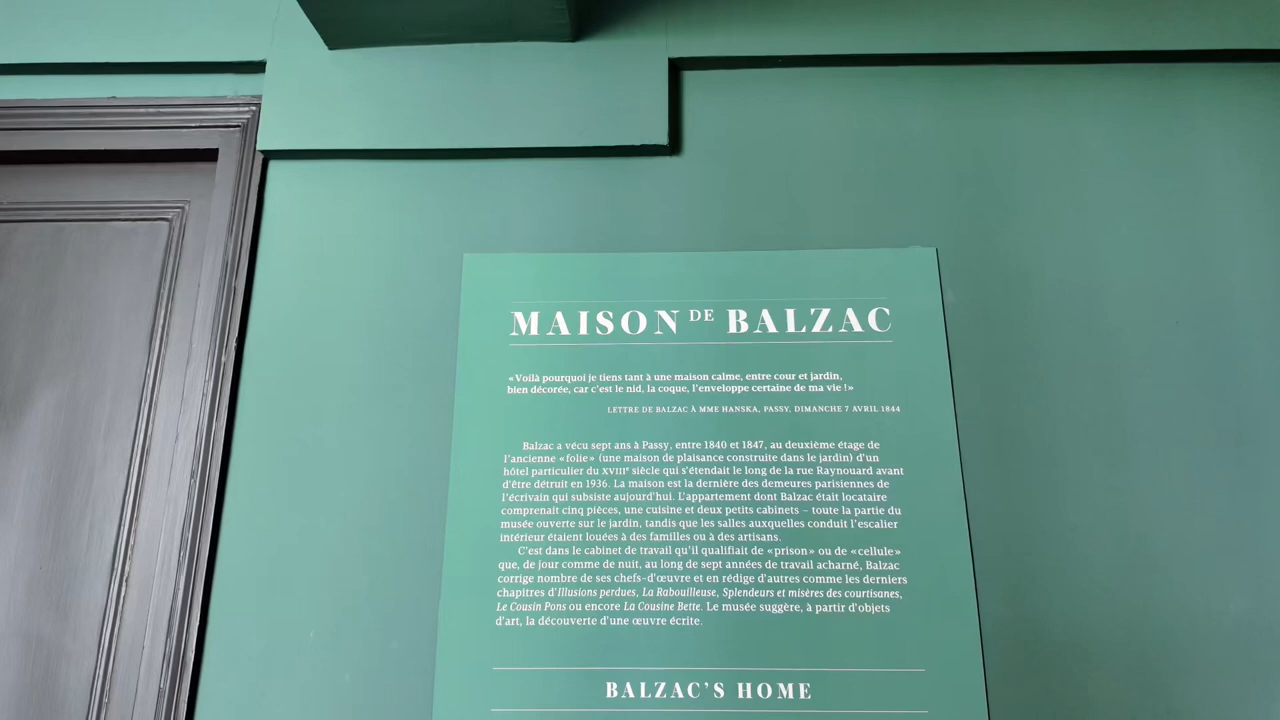 MAISON DE BALZAC
«Voilà pourquoi je tiens tant à une maison calme, entre cour et jardin,
bien décorée, car c'est le nid, la coque, l'enveloppe certaine de ma vie !»
LETTRE DE BALZAC À MME HANSKA, PASSY, DIMANCHE 7 AVRIL 1844
Balzac a vécu sept ans à Passy, entre 1840 et 1847, au deuxième étage de
l'ancienne «folie» (une maison de plaisance construite dans le jardin) d'un
hôtel particulier du XVIIIe siècle qui s'étendait le long de la rue Raynouard avant
d'être détruit en 1936. La maison est la dernière des demeures parisiennes de
l'écrivain qui subsiste aujourd'hui. L'appartement dont Balzac était locataire
comprenait cinq pièces, une cuisine et deux petits cabinets – toute la partie du
musée ouverte sur le jardin, tandis que les salles auxquelles conduit l'escalier
intérieur étaient louées à des familles ou à des artisans.
C'est dans le cabinet de travail qu'il qualifiait de «prison» ou de «cellule»
que, de jour comme de nuit, au long de sept années de travail acharné, Balzac
corrige nombre de ses chefs-d'œuvre et en rédige d'autres comme les derniers
chapitres d'Illusions perdues, La Rabouilleuse, Splendeurs et misères des courtisanes,
Le Cousin Pons ou encore La Cousine Bette. Le musée suggère, à partir d'objets
d'art, la découverte d'une œuvre écrite.
BALZAC'S HOME